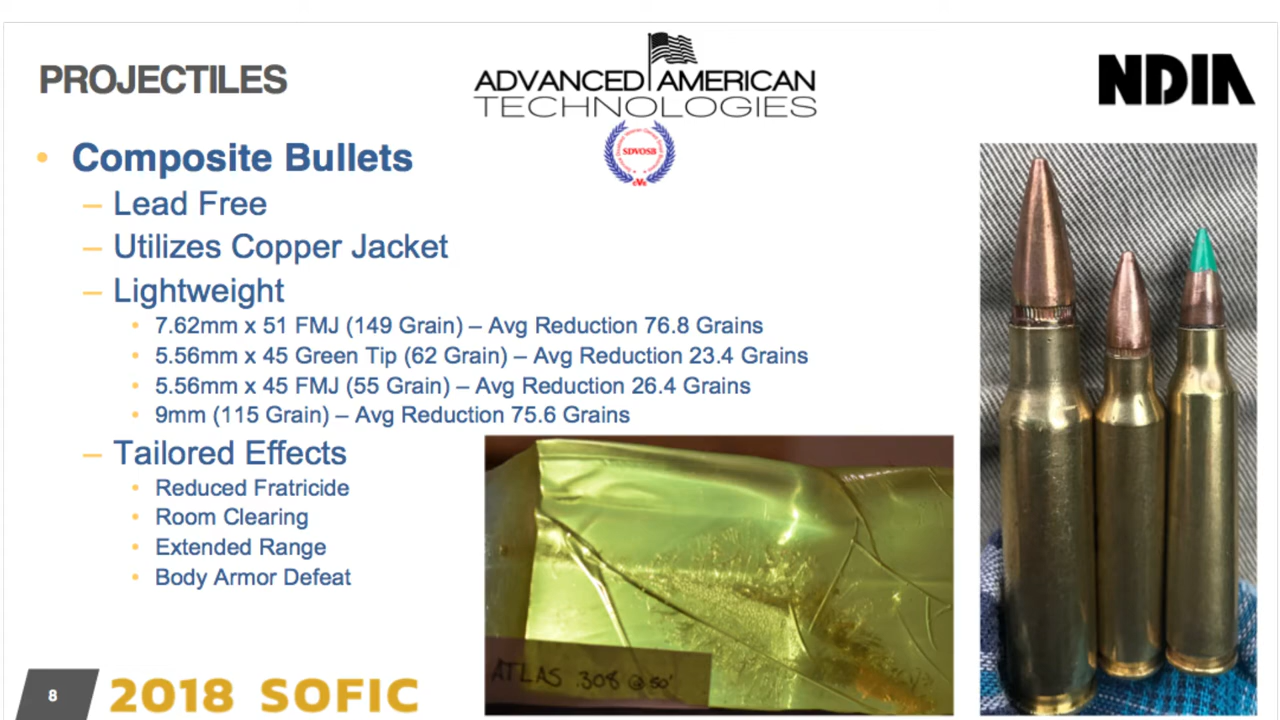 PROJECTILES
ADVANCED AMERICAN
TECHNOLOGIES
SDVOSB
NDIA
• Composite Bullets
– Lead Free
– Utilizes Copper Jacket
– Lightweight
• 7.62mm x 51 FMJ (149 Grain) – Avg Reduction 76.8 Grains
• 5.56mm x 45 Green Tip (62 Grain) – Avg Reduction 23.4 Grains
• 5.56mm x 45 FMJ (55 Grain) – Avg Reduction 26.4 Grains
• 9mm (115 Grain) – Avg Reduction 75.6 Grains
– Tailored Effects
• Reduced Fratricide
• Room Clearing
• Extended Range
• Body Armor Defeat
ATLAS .308 @ 50'
8
2018 SOFIC